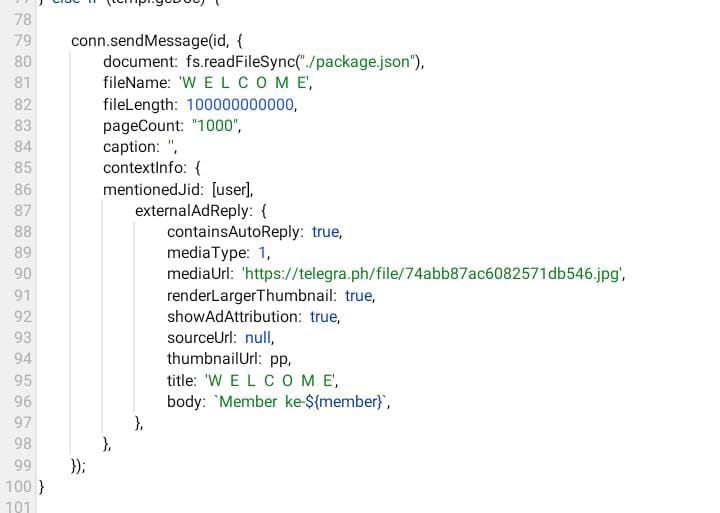 77 } else if (templ.gcDoc) {
78
79 conn.sendMessage(id, {
80 document: fs.readFileSync("./package.json"),
81 fileName: 'W E L C O M E',
82 fileLength: 100000000000,
83 pageCount: "1000",
84 caption: '',
85 contextInfo: {
86 mentionedJid: [user],
87 externalAdReply: {
88 containsAutoReply: true,
89 mediaType: 1,
90 mediaUrl: 'https://telegra.ph/file/74abb87ac6082571db546.jpg',
91 renderLargerThumbnail: true,
92 showAdAttribution: true,
93 sourceUrl: null,
94 thumbnailUrl: pp,
95 title: 'W E L C O M E',
96 body: `Member ke-${member}`,
97 },
98 },
99 });
100 }
101